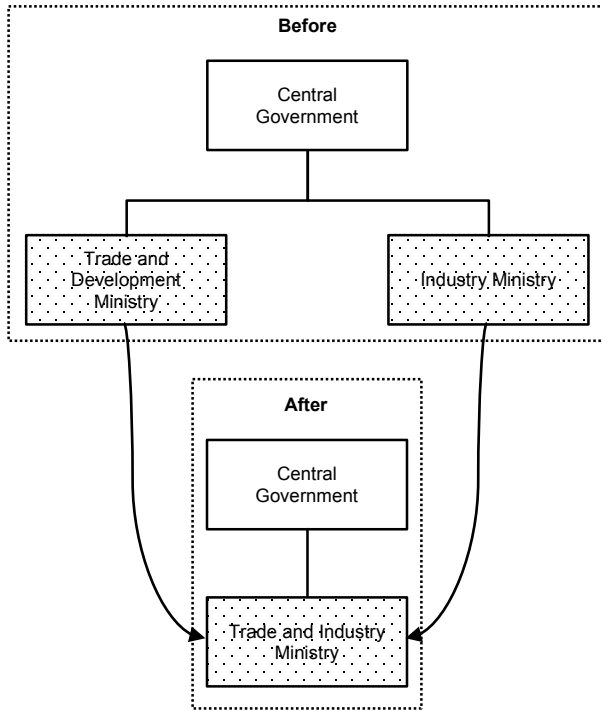 Before
Central
Government
Trade and
Development
Ministry
Industry Ministry
After
Central
Government
Trade and Industry
Ministry